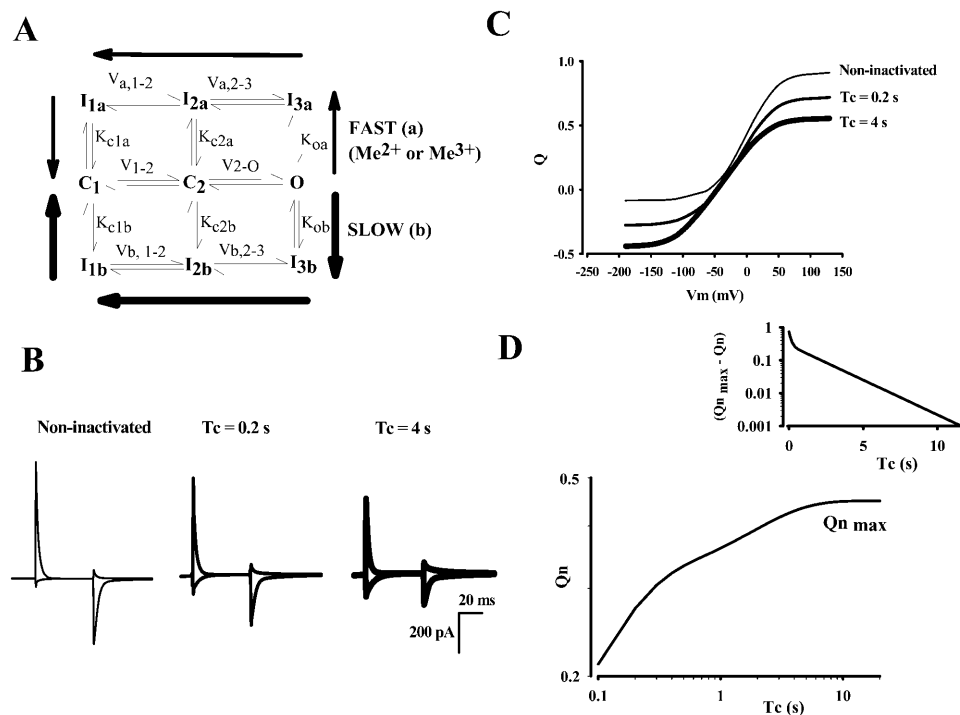 A
Va,1-2 Va,2-3
I1a I2a I3a
Kc1a Kc2a Koa
FAST (a)
(Me2+ or Me3+)
V1-2 V2-O
C1 C2 O
Kc1b Kc2b Kob
SLOW (b)
Vb, 1-2 Vb,2-3
I1b I2b I3b
B
Non-inactivated Tc = 0.2 s Tc = 4 s
20 ms
200 pA
C
1.0
0.5
0.0
-0.5
Q
Non-inactivated
Tc = 0.2 s
Tc = 4 s
-250 -200 -150 -100 -50 0 50 100 150
Vm (mV)
D
1
0.1
0.01
0.001
(Qn max - Qn)
0 5 10
Tc (s)
0.5
0.2
Qn
Qn max
0.1 1 10
Tc (s)